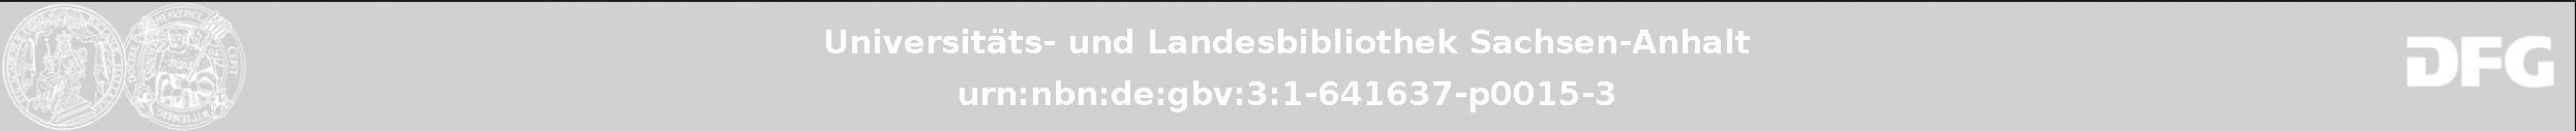 Universitäts- und Landesbibliothek Sachsen-Anhalt
urn:nbn:de:gbv:3:1-641637-p0015-3
DFG